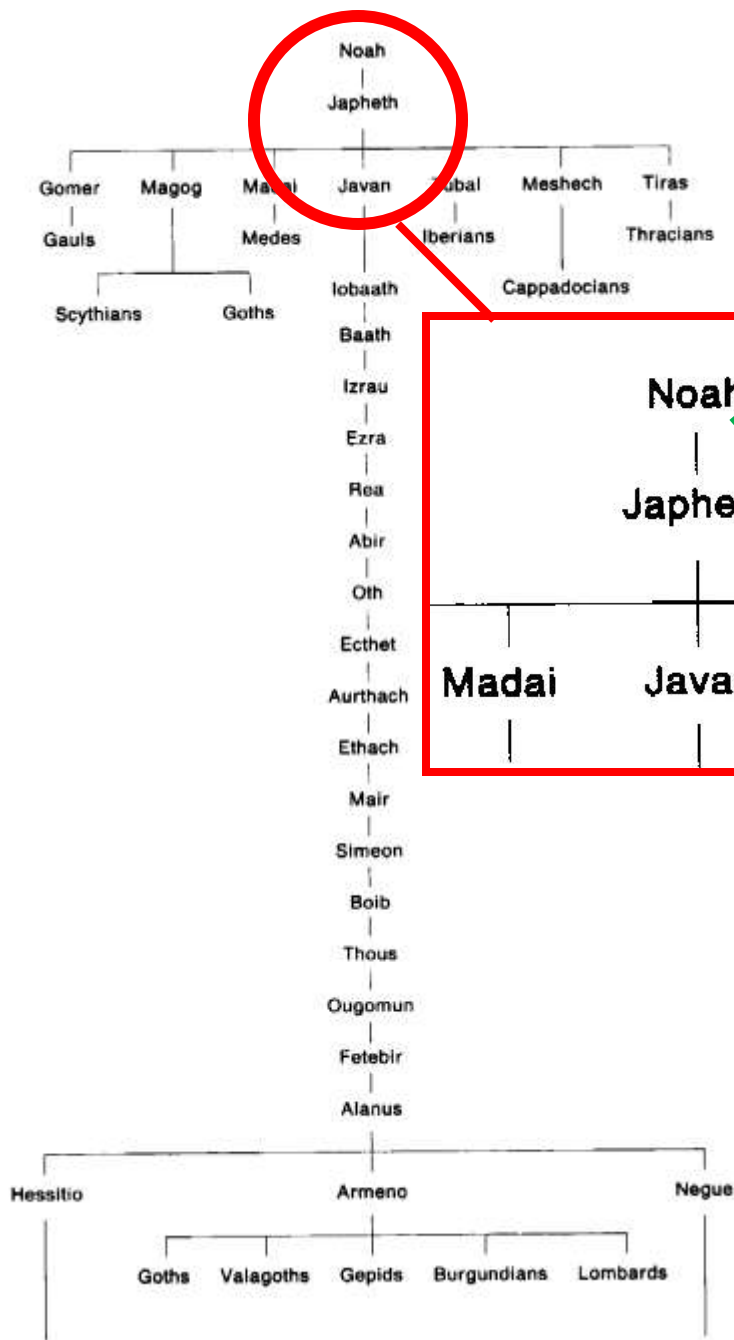 Noah
Japheth
Gomer Magog Madai Javan Tubal Meshech Tiras
Gauls Medes Iberians Thracians
Scythians Goths Iobaath Cappadocians
Baath
Izrau
Ezra
Rea
Abir
Oth
Ecthet
Aurthach
Ethach
Mair
Simeon
Boib
Thous
Ougomun
Fetebir
Alanus
Hessitio Armeno Negue
Goths Valagoths Gepids Burgundians Lombards
Noah
Japhe
Madai Java